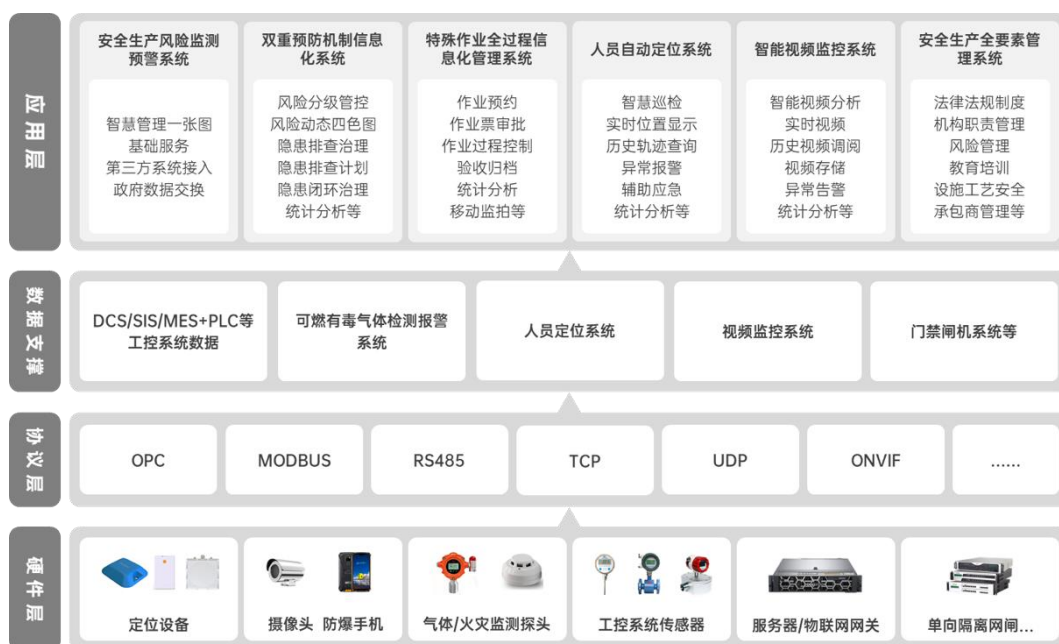 应用层
安全生产风险监测
预警系统
智慧管理一张图
基础服务
第三方系统接入
政府数据交换
双重预防机制信息
化系统
风险分级管控
风险动态四色图
隐患排查治理
隐患排查计划
隐患闭环治理
统计分析等
特殊作业全过程信
息化管理系统
作业预约
作业票审批
作业过程控制
验收归档
统计分析
移动监拍等
人员自动定位系统
智慧巡检
实时位置显示
历史轨迹查询
异常报警
辅助应急
统计分析等
智能视频监控系统
智能视频分析
实时视频
历史视频调阅
视频存储
异常告警
统计分析等
安全生产全要素管
理系统
法律法规制度
机构职责管理
风险管理
教育培训
设施工艺安全
承包商管理等
数据支撑
DCS/SIS/MES+PLC等
工控系统数据
可燃有毒气体检测报警
系统
人员定位系统
视频监控系统
门禁闸机系统等
协议层
OPC
MODBUS
RS485
TCP
UDP
ONVIF
......
硬件层
定位设备
摄像头 防爆手机
气体/火灾监测探头
工控系统传感器
服务器/物联网网关
单向隔离网闸...